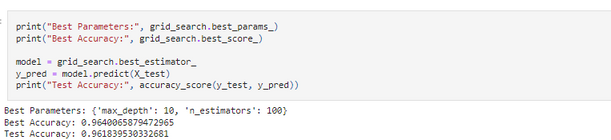 print("Best Parameters:", grid_search.best_params_)
print("Best Accuracy:", grid_search.best_score_)
model = grid_search.best_estimator_
y_pred = model.predict(X_test)
print("Test Accuracy:", accuracy_score(y_test, y_pred))
Best Parameters: {'max_depth': 10, 'n_estimators': 100}
Best Accuracy: 0.9640065879472965
Test Accuracy: 0.961839530332681